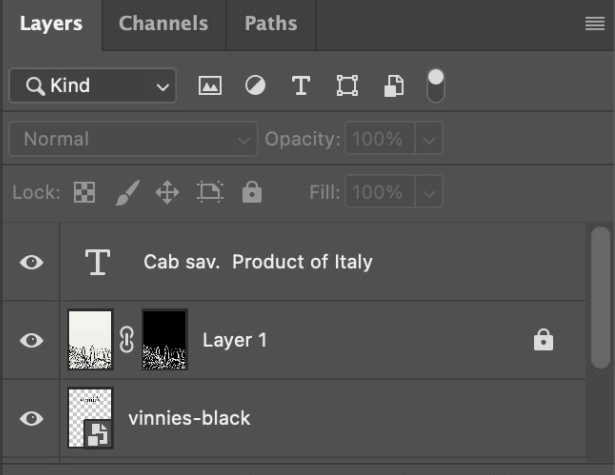 Layers Channels Paths
Kind T
Normal Opacity: 100%
Lock: Fill: 100%
T Cab sav. Product of Italy
Layer 1
vinnies-black